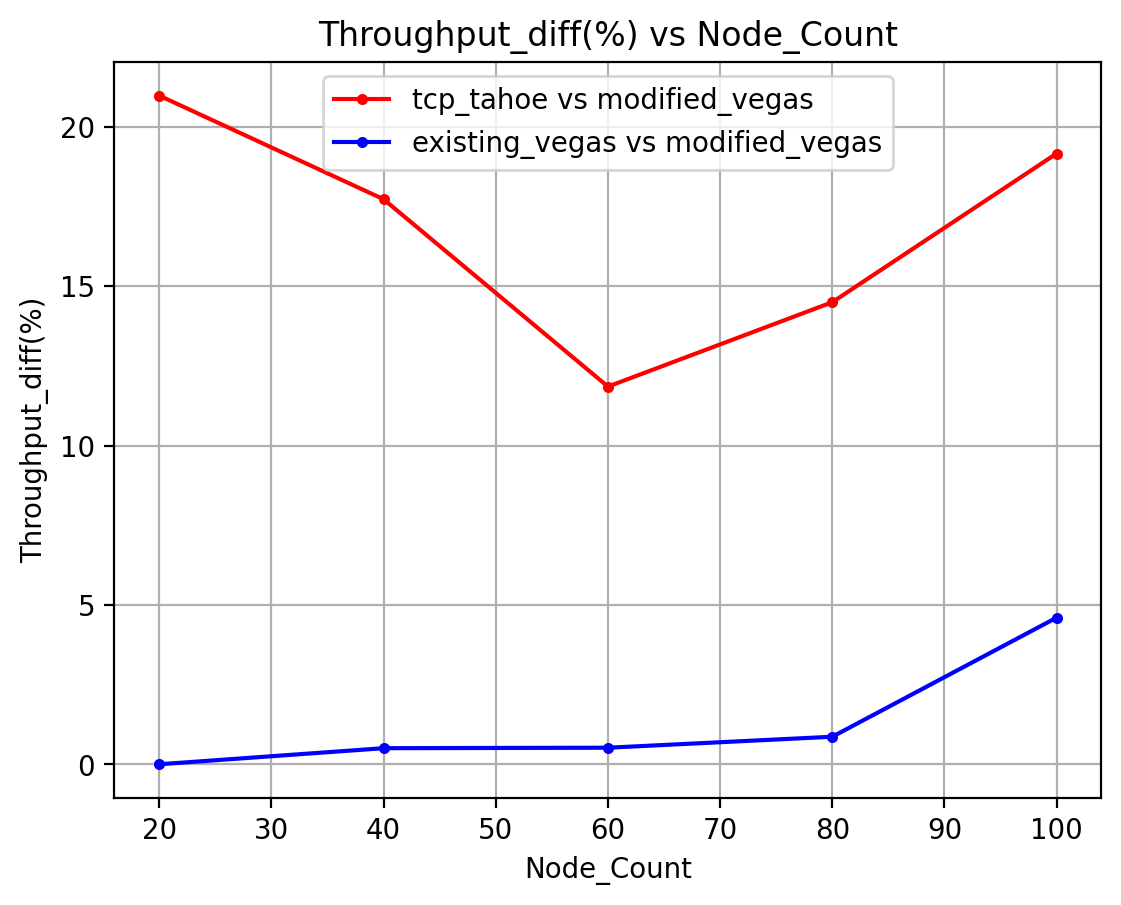 Throughput_diff(%) vs Node_Count
tcp_tahoe vs modified_vegas
existing_vegas vs modified_vegas
Throughput_diff(%)
20
15
10
5
0
20 30 40 50 60 70 80 90 100
Node_Count